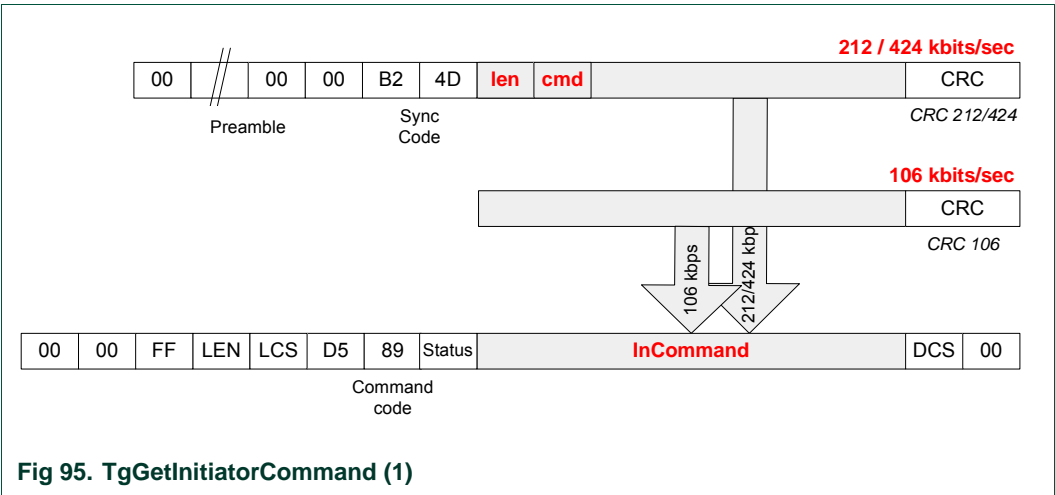 212 / 424 kbits/sec
00 00 00 B2 4D len cmd CRC
Preamble
Sync
Code
CRC 212/424
106 kbits/sec
CRC
CRC 106
106 kbps
212/424 kbp
00 00 FF LEN LCS D5 89 Status InCommand DCS 00
Command
code
Fig 95. TgGetInitiatorCommand (1)